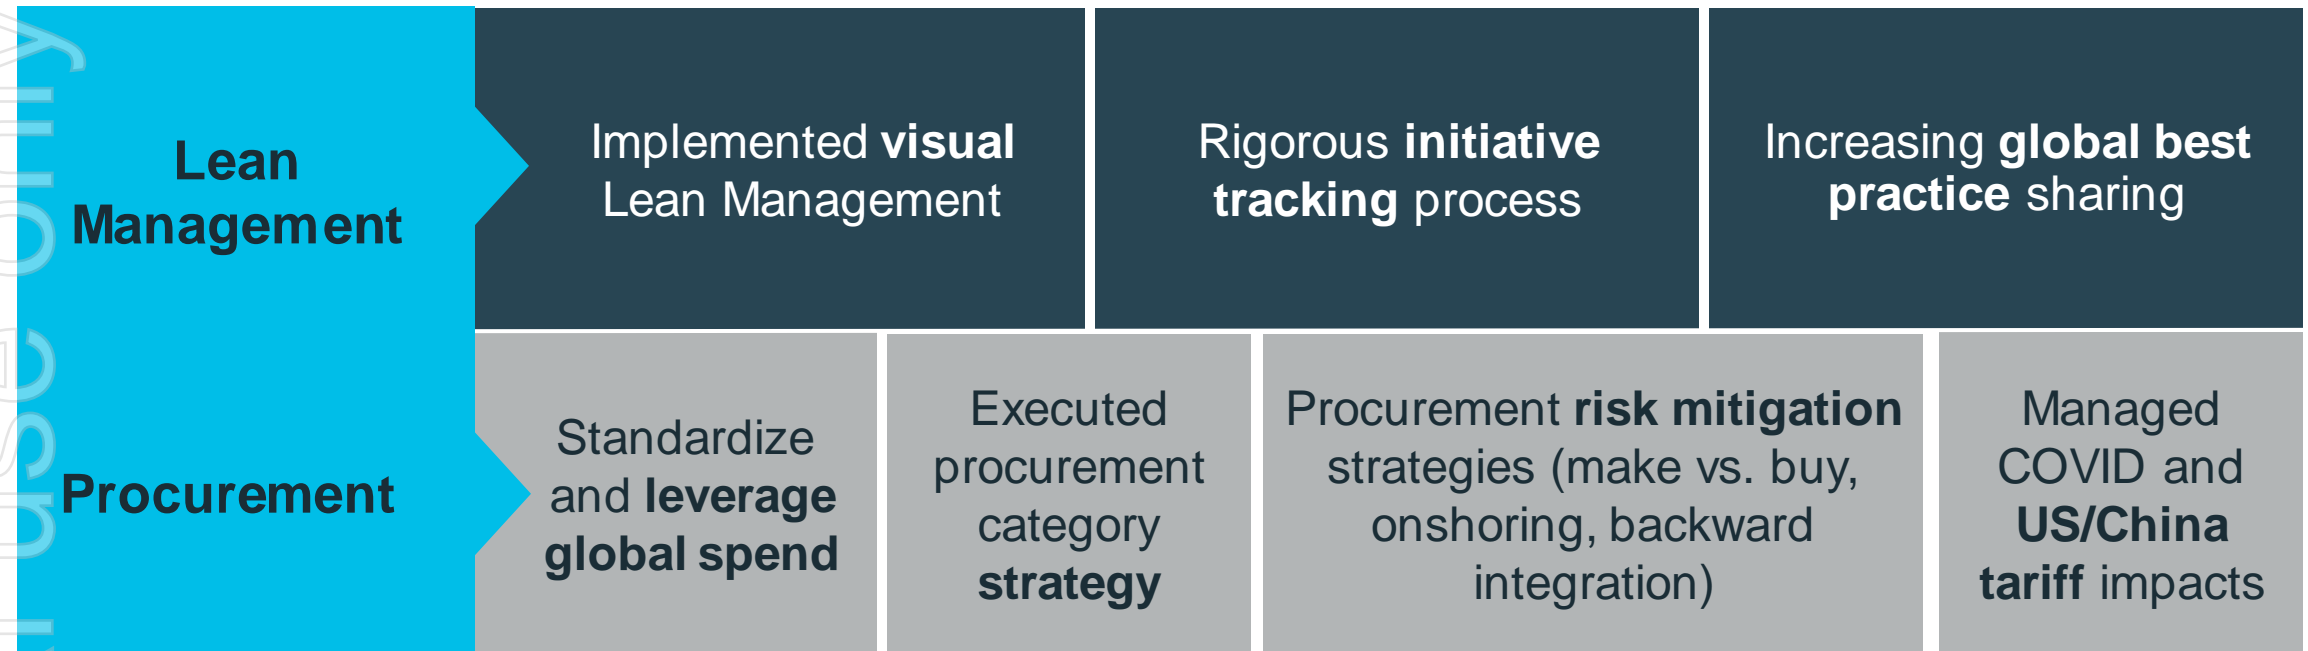 Lean
Management
Implemented visual
Lean Management
Rigorous initiative
tracking process
Increasing global best
practice sharing
Procurement
Standardize
and leverage
global spend
Executed
procurement
category
strategy
Procurement risk mitigation
strategies (make vs. buy,
onshoring, backward
integration)
Managed
COVID and
US/China
tariff impacts
use only